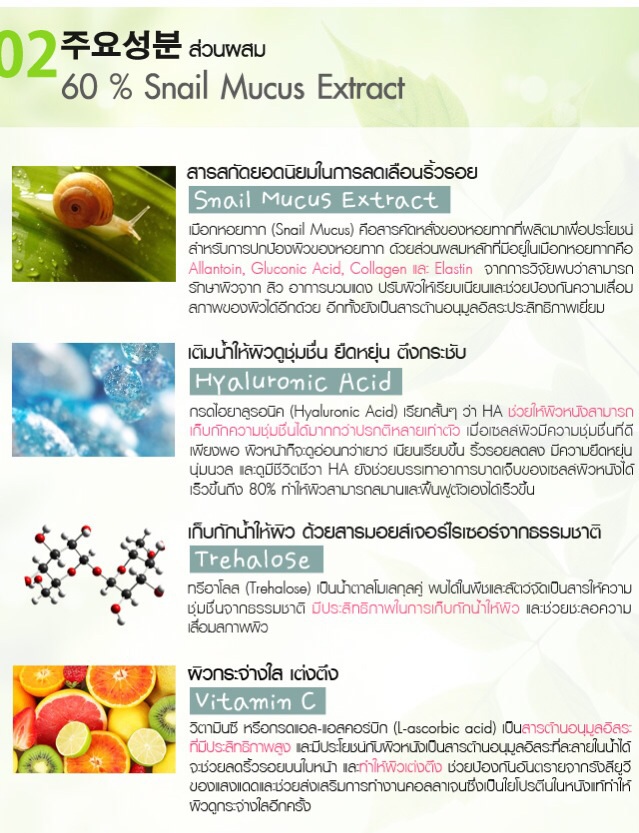 02 주요성분 ส่วนผสม
60 % Snail Mucus Extract
สารสกัดยอดนิยมในการลดเลือนริ้วรอย
Snail Mucus Extract
เมือกหอยทาก (Snail Mucus) คือสารคัดหลั่งของหอยทากที่ผลิตมาเพื่อประโยชน์
สำหรับการปกป้องผิวของหอยทาก ด้วยส่วนผสมหลักที่มีอยู่ในเมือกหอยทากคือ
Allantoin, Gluconic Acid, Collagen และ Elastin จากการวิจัยพบว่าสามารถ
รักษาผิวจาก สิว อาการบวมแดง ปรับผิวให้เรียบเนียนและช่วยป้องกันความเสื่อม
สภาพของผิวได้อีกด้วย อีกทั้งยังเป็นสารต้านอนุมูลอิสระประสิทธิภาพเยี่ยม
เติมน้ำให้ผิวดูชุ่มชื่น ยืดหยุ่น ตึงกระชับ
Hyaluronic Acid
กรดไฮยาลูรอนิค (Hyaluronic Acid) เรียกสั้นๆ ว่า HA ช่วยให้ผิวหนังสามารถ
เก็บกักความชุ่มชื่นได้มากกว่าปรกติหลายเท่าตัว เมื่อเซลล์ผิวมีความชุ่มชื่นที่ดี
เพียงพอ ผิวหน้าก็จะดูอ่อนกว่าเยาว์ เนียนเรียบขึ้น ริ้วรอยลดลง มีความยืดหยุ่น
นุ่มนวล และดูมีชีวิตชีวา HA ยังช่วยบรรเทาอาการบาดเจ็บของเซลล์ผิวหนังได้
เร็วขึ้นถึง 80% ทำให้ผิวสามารถสมานและฟื้นฟูตัวเองได้เร็วขึ้น
เก็บกักน้ำให้ผิว ด้วยสารมอยส์เจอร์ไรเซอร์จากธรรมชาติ
Trehalose
ทรีฮาโลส (Trehalose) เป็นน้ำตาลโมเลกุลคู่ พบได้ในพืชและสัตว์จัดเป็นสารให้ความ
ชุ่มชื่นจากธรรมชาติ มีประสิทธิภาพในการเก็บกักน้ำให้ผิว และช่วยชะลอความ
เสื่อมสภาพผิว
ผิวกระจ่างใส เต่งตึง
Vitamin C
วิตามินซี หรือกรดแอล-แอสคอร์บิก (L-ascorbic acid) เป็นสารต้านอนุมูลอิสระ
ที่มีประสิทธิภาพสูง และมีประโยชน์กับผิวหนังเป็นสารต้านอนุมูลอิสระที่ละลายในน้ำได้
จะช่วยลดริ้วรอยบนใบหน้า และทำให้ผิวเต่งตึง ช่วยป้องกันอันตรายจากรังสียูวี
ของแสงแดดและช่วยส่งเสริมการทำงานคอลลาเจนซึ่งเป็นใยโปรตีนในหนังแท้ทำให้
ผิวดูกระจ่างใสอีกครั้ง